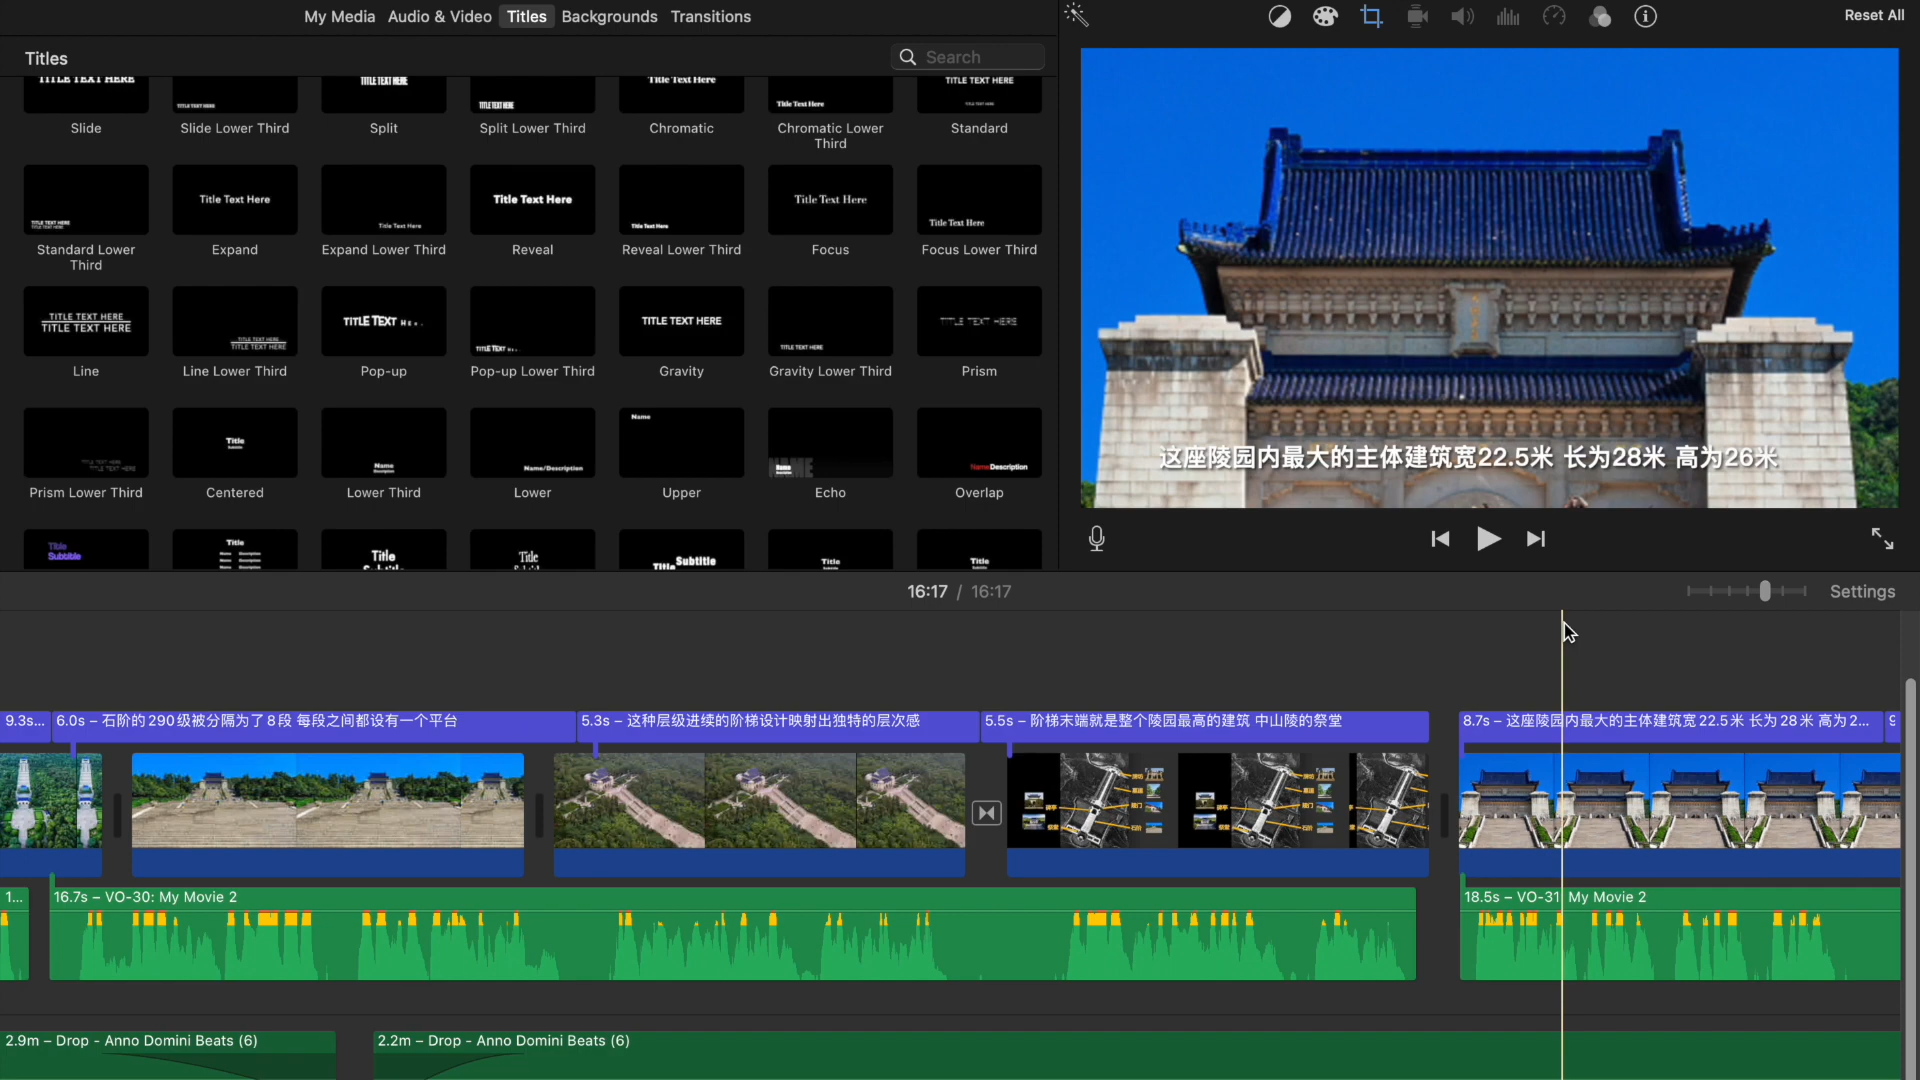 My Media Audio & Video Titles Backgrounds Transitions
Reset All
Titles
Search
TITLE TEXT HERE
TITLE TEXT HERE
TITLE TEXT HERE
TITLE TEXT HERE
Title Text Here
Title Text Here
TITLE TEXT HERE
Slide
Slide Lower Third
Split
Split Lower Third
Chromatic
Chromatic Lower Third
Standard
TITLE TEXT HERE
TITLE TEXT HERE
Title Text Here
Title Text Here
Title Text Here
Title Text Here
Title Text Here
Title Text Here
Standard Lower Third
Expand
Expand Lower Third
Reveal
Reveal Lower Third
Focus
Focus Lower Third
TITLE TEXT HERE
TITLE TEXT HERE
TITLE TEXT HERE
TITLE TEXT HERE
TITLE TEXT HERE
TITLE TEXT
TITLE TEXT HERE
TITLE TEXT HERE
TITLE TEXT HERE
Line
Line Lower Third
Pop-up
Pop-up Lower Third
Gravity
Gravity Lower Third
Prism
TITLE TEXT HERE
TITLE TEXT HERE
Title
Subtitle
Name
Description
Name/Description
Name
NAME
Name
NameDescription
Prism Lower Third
Centered
Lower Third
Lower
Upper
Echo
Overlap
Title
Subtitle
Title
Title
Title
Title Subtitle
Title
Title
这座陵园内最大的主体建筑宽22.5米 长为28米 高为26米
16:17 / 16:17
Settings
9.3s...
6.0s – 石阶的290级被分隔为了8段 每段之间都设有一个平台
5.3s – 这种层级进续的阶梯设计映射出独特的层次感
5.5s – 阶梯末端就是整个陵园最高的建筑 中山陵的祭堂
8.7s – 这座陵园内最大的主体建筑宽22.5米 长为28米 高为2...
9
1...
16.7s – VO-30: My Movie 2
18.5s – VO-31: My Movie 2
2.9m – Drop - Anno Domini Beats (6)
2.2m – Drop - Anno Domini Beats (6)